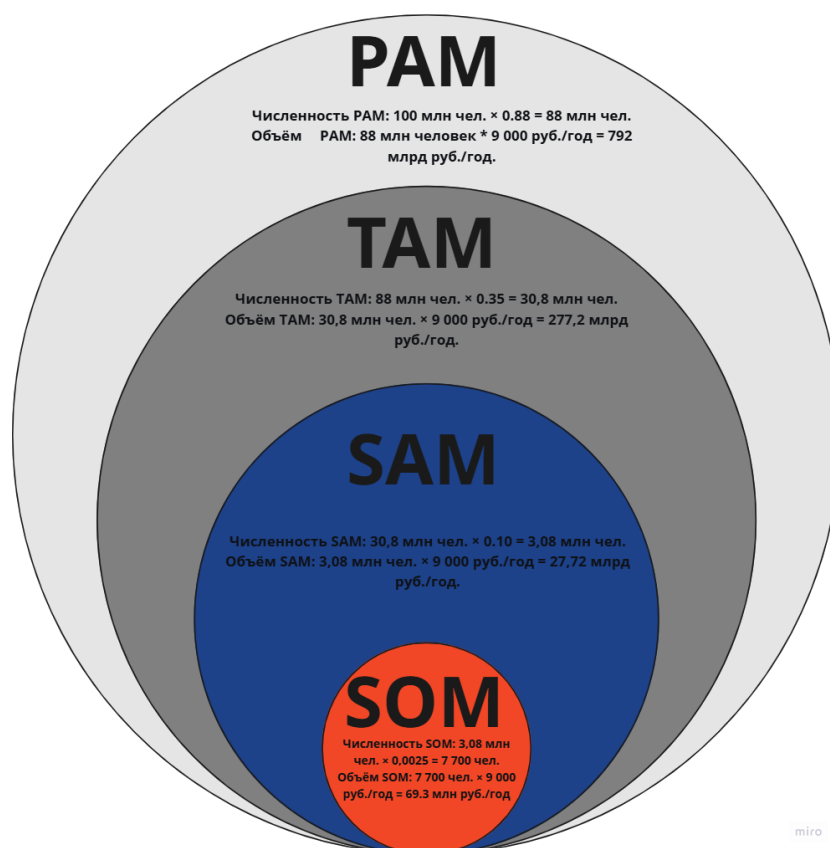 PAM
Численность PAM: 100 млн чел. × 0.88 = 88 млн чел.
Объём PAM: 88 млн человек * 9 000 руб./год = 792
млрд руб./год.
TAM
Численность TAM: 88 млн чел. × 0.35 = 30,8 млн чел.
Объём TAM: 30,8 млн чел. × 9 000 руб./год = 277,2 млрд
руб./год.
SAM
Численность SAM: 30,8 млн чел. × 0.10 = 3,08 млн чел.
Объём SAM: 3,08 млн чел. × 9 000 руб./год = 27,72 млрд
руб./год.
SOM
Численность SOM: 3,08 млн
чел. × 0,0025 = 7 700 чел.
Объём SOM: 7 700 чел. × 9 000
руб./год = 69.3 млн руб./год
miro